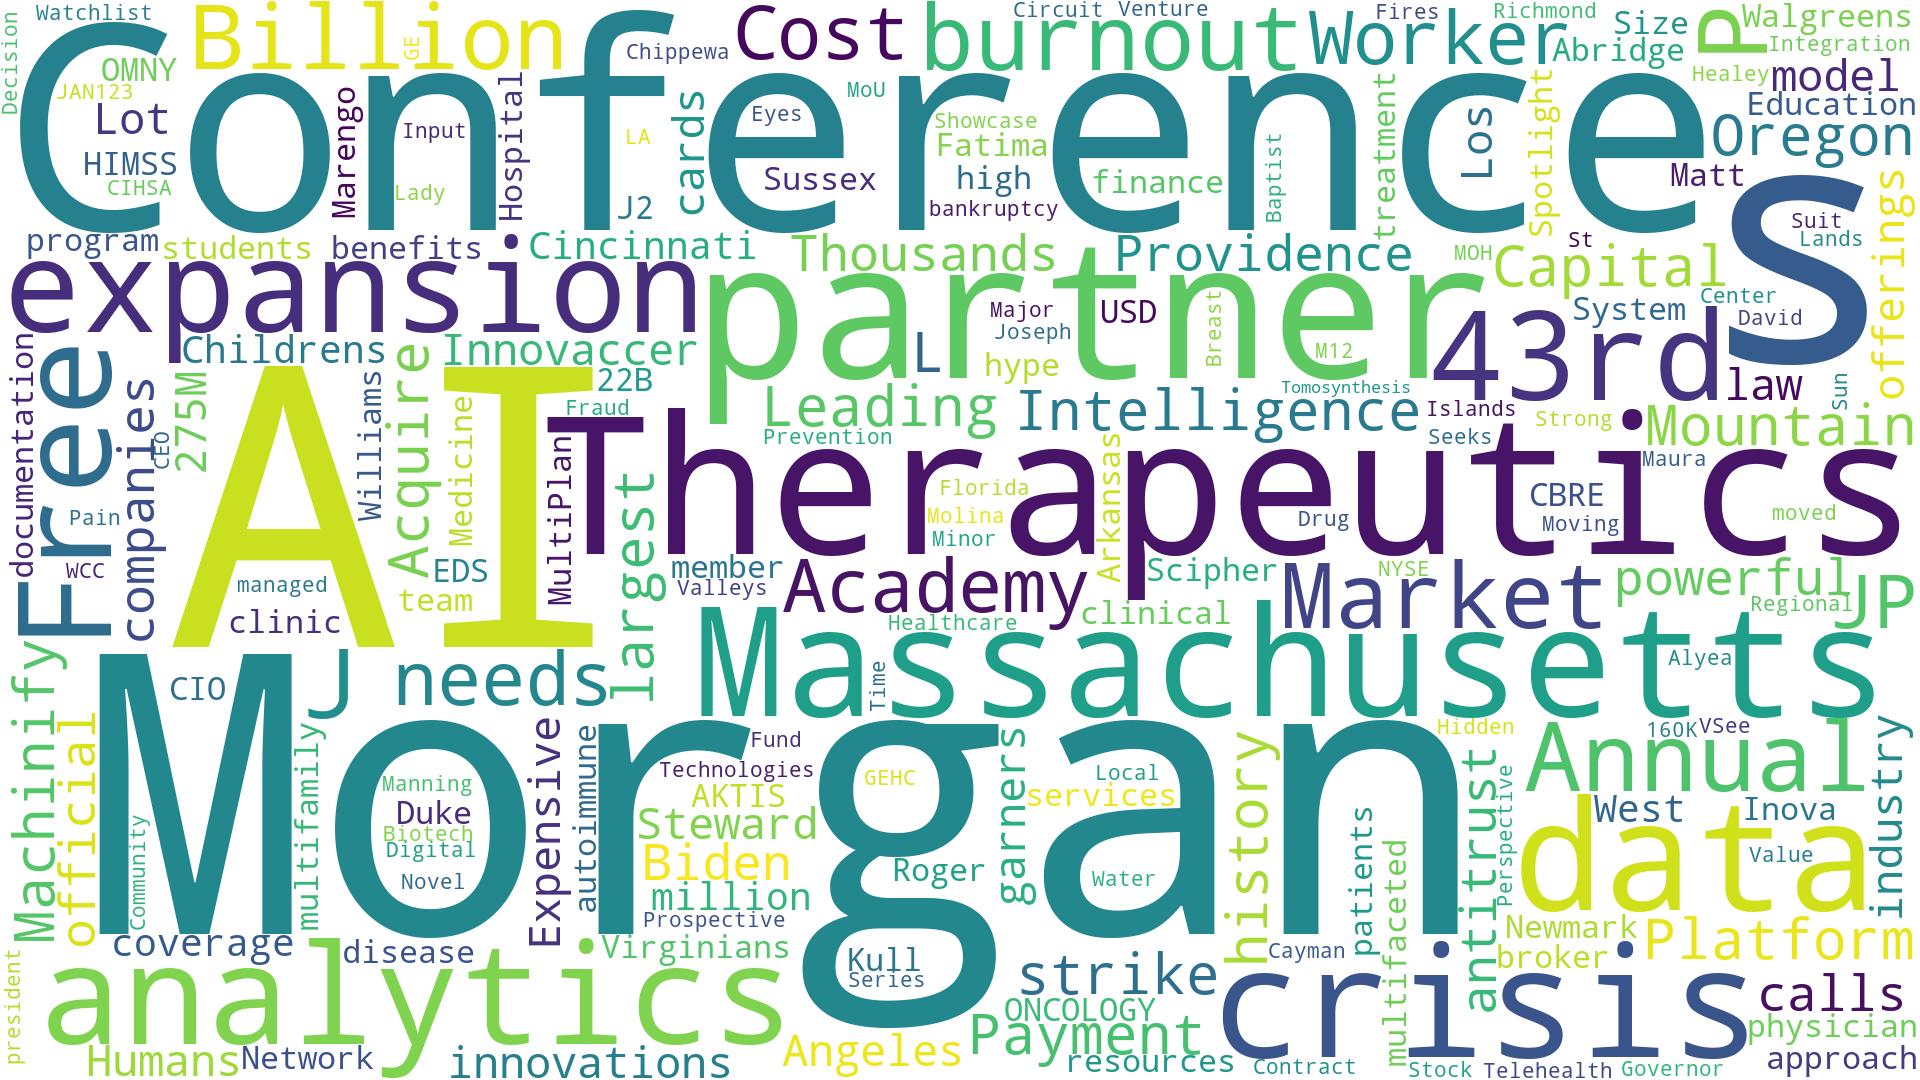 Watchlist
Billion
GE
Chippewa
Cost
burnout
Circuit
Venture
Worker
Fires
Richmond
Size
Abridge
P
Walgreens
Integration
Decision
OMNY
JAN123
Conference
Lot
HIMSS
CIHSA
Marengo
Input
Lady
Hospital
LA
J2
cards
MoU
Eyes
Sussex
Showcase
Fatima
high
bankruptcy
finance
Baptist
treatment
Los
Spotlight
Healey
model
Education
Oregon
Matt
program
students
benefits
Cincinnati
Thousands
Providence
MOH
St
Capital
S
Suit
Lands
offerings
expansion
partner
Major
Joseph
USD
hype
L
Breast
M12
43rd
System
Center
David
law
Sun
documentation
Free
companies
CEO
275M
Childrens
Innovaccer
22B
Fraud
Williams
Acquire
Medicine
AI
MultiPlan
Leading
Prevention
Intelligence
Tomosynthesis
Islands
Seeks
Strong
Mountain
Maura
Therapeutics
largest
Florida
Molina
Minor
Arkansas
Drug
CBRE
Moving
moved
Pain
WCC
managed
clinic
EDS
team
member
Valleys
Academy
Scipher
clinical
Healthcare
Market
NYSE
powerful
Regional
JP
Machinify
official
CIO
J
needs
Massachusetts
Time
Alyea
Morgan
community
multifamily
Manning
Duke
Biotech
Digital
Novel
Expensive
autoimmune
Fund
Technologies
AKTIS
Steward
Biden
million
Prospective
GEHC
Roger
garners
Local
services
Water
history
patients
multifaceted
Hidden
antitrust
Perspective
Annual
160K
VSee
industry
West
Inova
data
Value
coverage
disease
Virginians
Kull
Series
strike
Cayman
Newmark
broker
Platform
president
analytics
Humans
Network
innovations
Angeles
ONCOLOGY
Payment
resources
crisis
Contract
Stock
Telehealth
Governor
calls
physician
approach